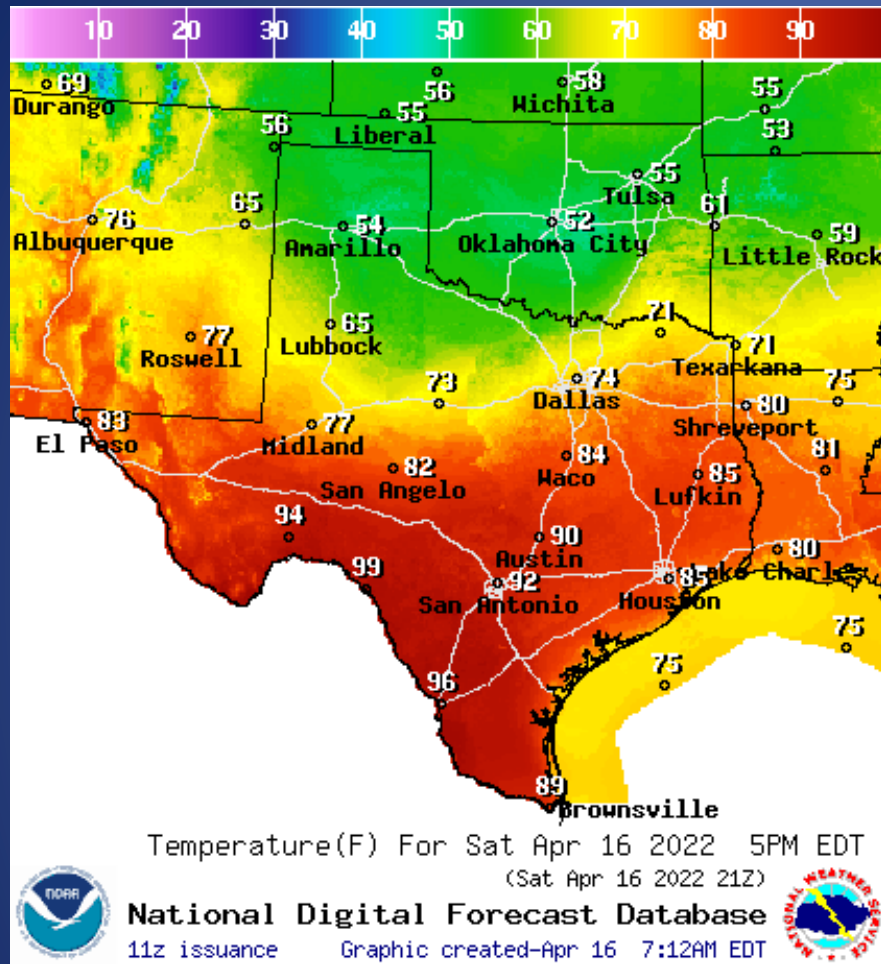 10 20 30 40 50 60 70 80 90
69
Durango
56
58
Wichita
55
55
Liberal
56
53
55
Tulsa
76
Albuquerque
65
54
Amarillo
52
Oklahoma City
61
59
Little Rock
77
Roswell
65
Lubbock
71
71
Texarkana
73
74
Dallas
75
80
Shreveport
83
El Paso
77
Midland
82
San Angelo
84
Waco
85
Lufkin
81
94
90
Austin
80
Lake Charl
99
92
San Antonio
85
Houston
75
75
96
89
Brownsville
Temperature(F) For Sat Apr 16 2022 5PM EDT
(Sat Apr 16 2022 21Z)
National Digital Forecast Database
11z issuance Graphic created-Apr 16 7:12AM EDT
NOAA
NATIONAL WEATHER SERVICE